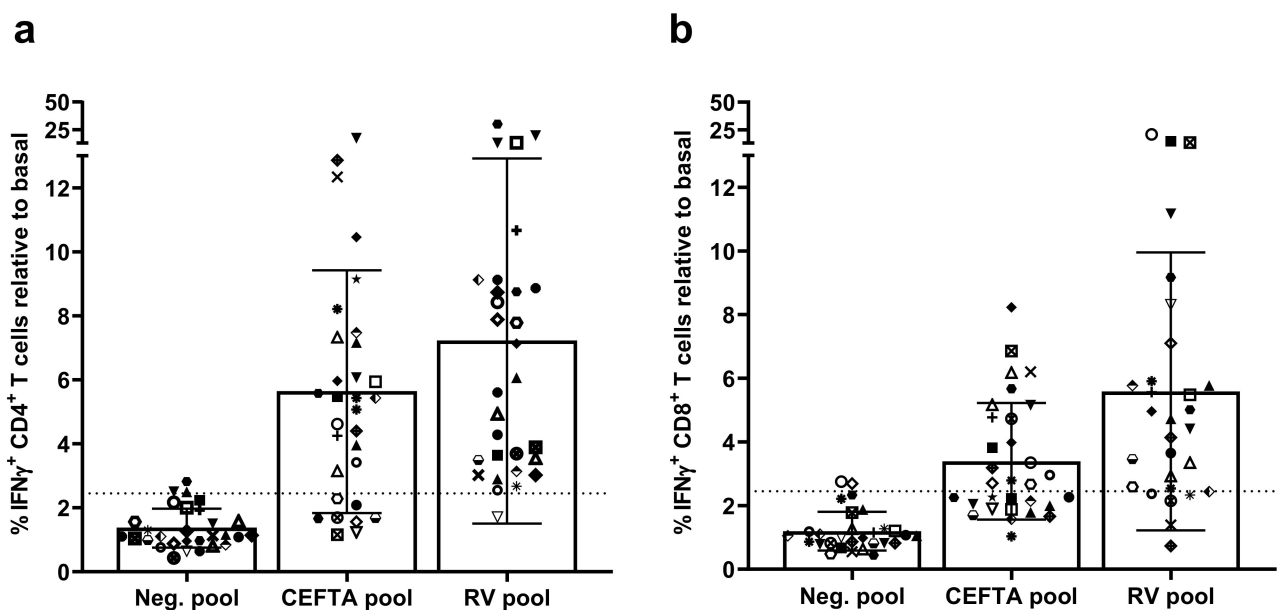 a
b
% IFNγ⁺ CD4⁺ T cells relative to basal
50
25
12
10
8
6
4
2
0
Neg. pool
CEFTA pool
RV pool
% IFNγ⁺ CD8⁺ T cells relative to basal
50
25
12
10
8
6
4
2
0
Neg. pool
CEFTA pool
RV pool